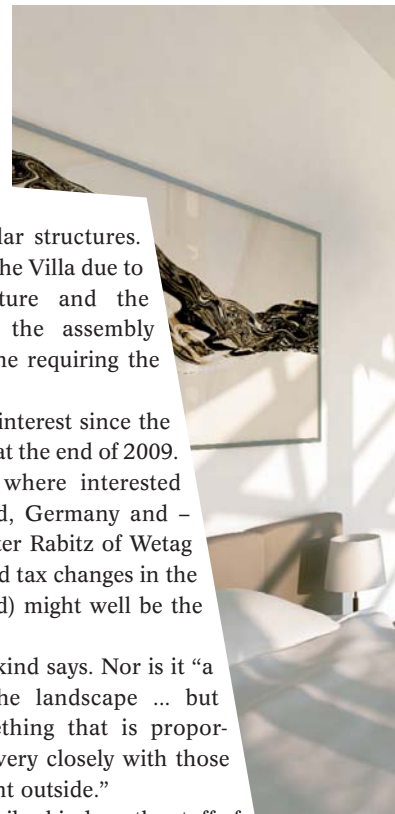 lar structures.
he Villa due to
ture and the
the assembly
ne requiring the
interest since the
at the end of 2009.
where interested
d, Germany and –
ter Rabitz of Wetag
d tax changes in the
d) might well be the
kind says. Nor is it “a
he landscape ... but
ething that is propor-
very closely with those
nt outside.”